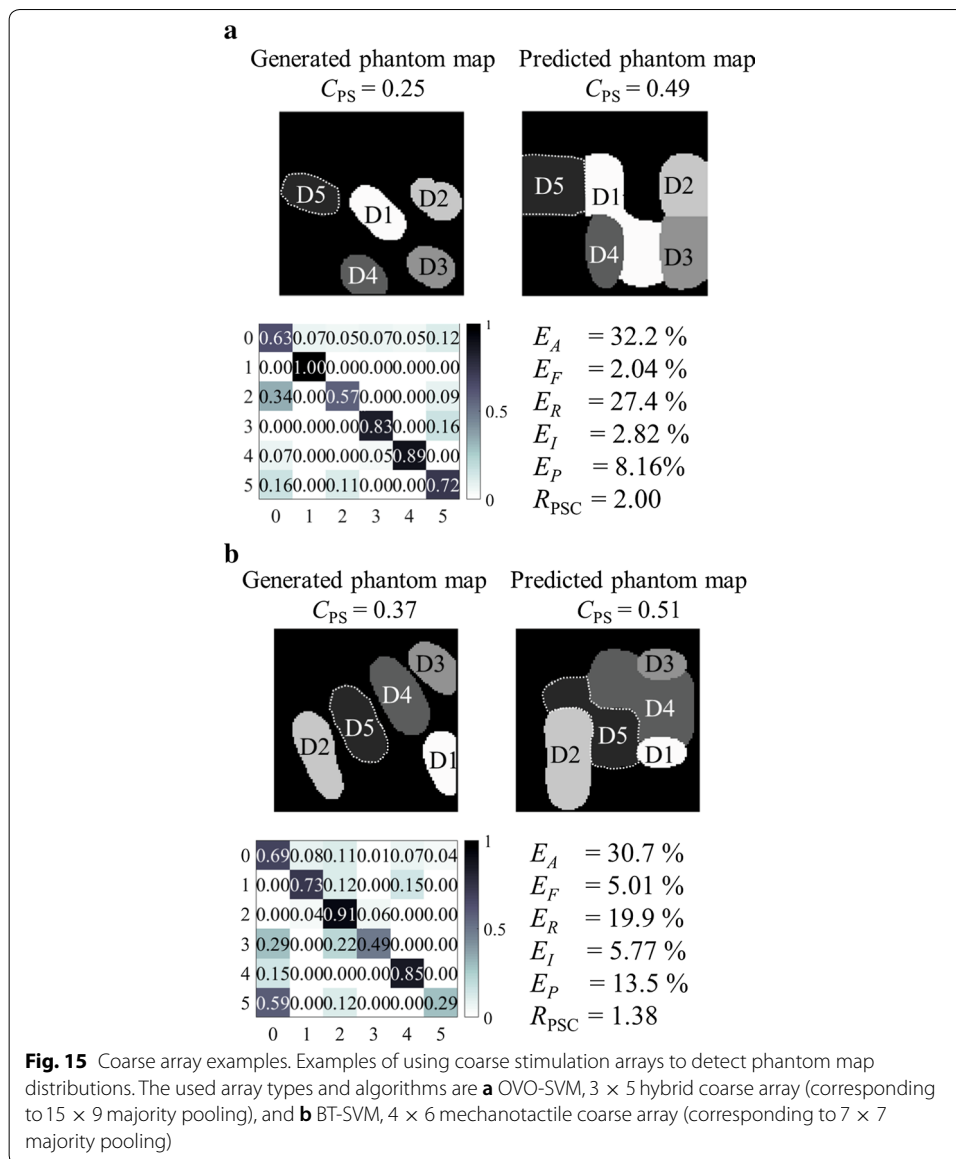 a
Generated phantom map
C_PS = 0.25
Predicted phantom map
C_PS = 0.49
D5
D1
D2
D3
D4
D5
D1
D2
D4
D3
0 0.63 0.07 0.05 0.07 0.05 0.12
1 0.00 1.00 0.00 0.00 0.00 0.00
2 0.34 0.00 0.57 0.00 0.00 0.09
3 0.00 0.00 0.00 0.83 0.00 0.16
4 0.07 0.00 0.00 0.05 0.89 0.00
5 0.16 0.00 0.11 0.00 0.00 0.72
0 1 2 3 4 5
1
0.5
0
E_A = 32.2 %
E_F = 2.04 %
E_R = 27.4 %
E_I = 2.82 %
E_P = 8.16%
R_PSC = 2.00
b
Generated phantom map
C_PS = 0.37
Predicted phantom map
C_PS = 0.51
D3
D4
D5
D2
D1
D3
D4
D5
D2
D1
0 0.69 0.08 0.11 0.01 0.07 0.04
1 0.00 0.73 0.12 0.00 0.15 0.00
2 0.00 0.04 0.91 0.06 0.00 0.00
3 0.29 0.00 0.22 0.49 0.00 0.00
4 0.15 0.00 0.00 0.00 0.85 0.00
5 0.59 0.00 0.12 0.00 0.00 0.29
0 1 2 3 4 5
1
0.5
0
E_A = 30.7 %
E_F = 5.01 %
E_R = 19.9 %
E_I = 5.77 %
E_P = 13.5 %
R_PSC = 1.38
Fig. 15 Coarse array examples. Examples of using coarse stimulation arrays to detect phantom map
distributions. The used array types and algorithms are a OVO-SVM, 3 × 5 hybrid coarse array (corresponding
to 15 × 9 majority pooling), and b BT-SVM, 4 × 6 mechanotactile coarse array (corresponding to 7 × 7
majority pooling)